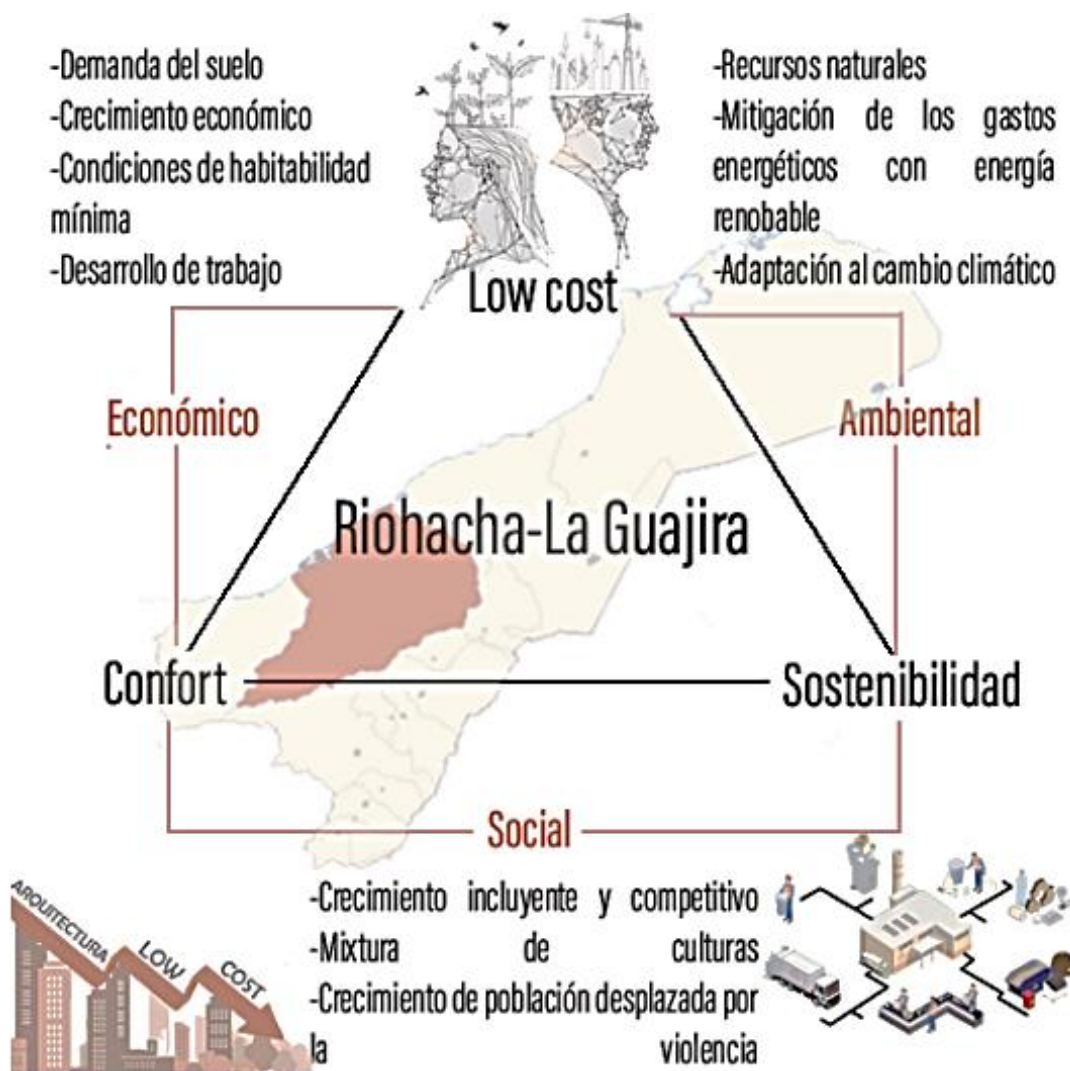 -Demanda del suelo
-Crecimiento económico
-Condiciones de habitabilidad
mínima
-Desarrollo de trabajo
-Recursos naturales
-Mitigación de los gastos
energéticos con energía
renobable
-Adaptación al cambio climático
Low cost
Económico
Ambiental
Riohacha-La Guajira
Confort
Sostenibilidad
Social
-Crecimiento incluyente y competitivo
-Mixtura de culturas
-Crecimiento de población desplazada por
la violencia
ARQUITECTURA LOW COST